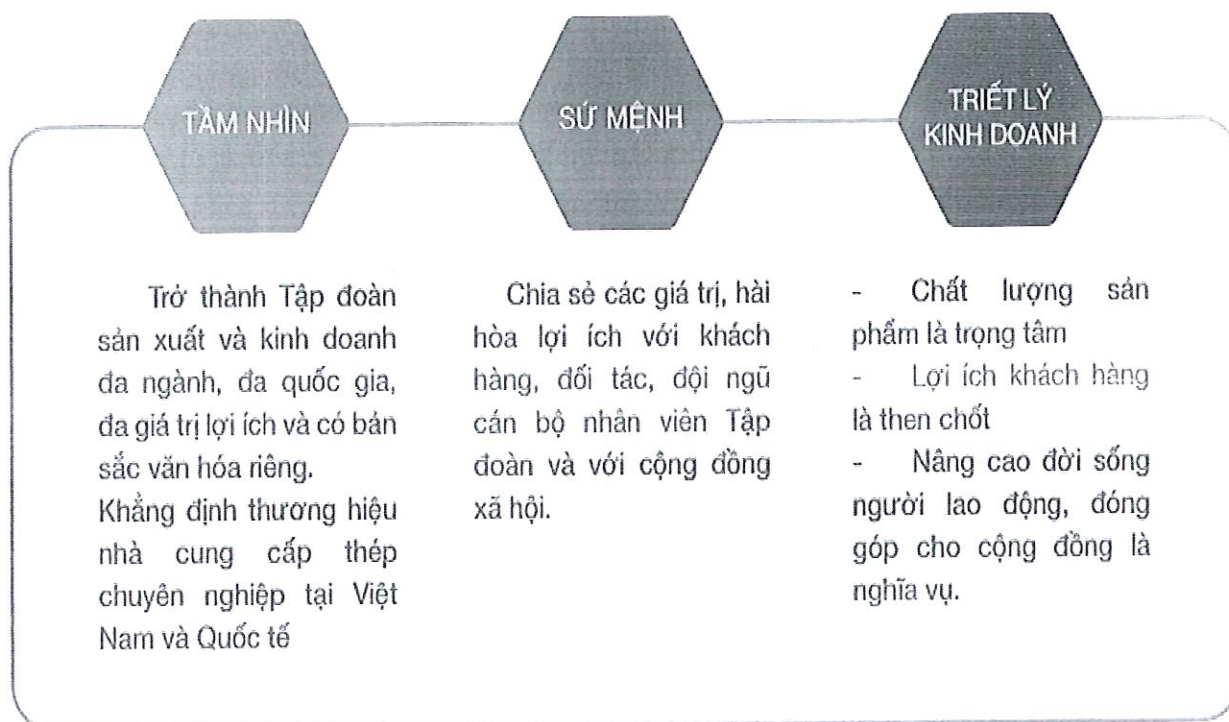 TẦM NHÌN
Trở thành Tập đoàn
sản xuất và kinh doanh
đa ngành, đa quốc gia,
đa giá trị lợi ích và có bản
sắc văn hóa riêng.
Khẳng định thương hiệu
nhà cung cấp thép
chuyên nghiệp tại Việt
Nam và Quốc tế
SỨ MỆNH
Chia sẻ các giá trị, hài
hòa lợi ích với khách
hàng, đối tác, đội ngũ
cán bộ nhân viên Tập
đoàn và với cộng đồng
xã hội.
TRIẾT LÝ
KINH DOANH
- Chất lượng sản
phẩm là trọng tâm
- Lợi ích khách hàng
là then chốt
- Nâng cao đời sống
người lao động, đóng
góp cho cộng đồng là
nghĩa vụ.